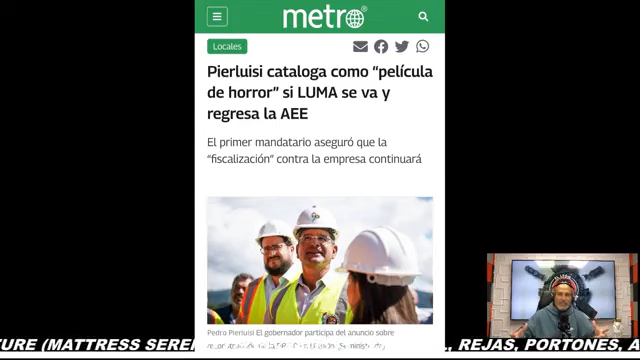 metro
Locales
Pierluisi cataloga como “película
de horror” si LUMA se va y
regresa la AEE
El primer mandatario aseguró que la
“fiscalización” contra la empresa continuará
Pedro Pierluisi El gobernador participa del anuncio sobre
TURE (MATTRESS SERE
, REJAS, PORTONES, A